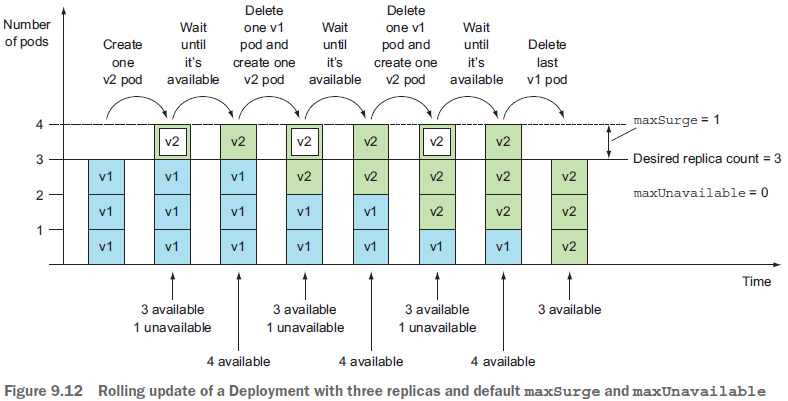 Number
of pods
Create
one
v2 pod
Wait
until
it's
available
Delete
one v1
pod and
create one
v2 pod
Wait
until
it's
available
Delete
one v1
pod and
create one
v2 pod
Wait
until
it's
available
Delete
last
v1 pod
4
3
2
1
v2 v2 v2 v2 v2 v2
v1 v1 v1 v2 v2 v2 v2 v2
v1 v1 v1 v1 v1 v2 v2 v2
v1 v1 v1 v1 v1 v1 v1 v2
maxSurge = 1
Desired replica count = 3
maxUnavailable = 0
Time
3 available
1 unavailable
3 available
1 unavailable
3 available
1 unavailable
3 available
4 available
4 available
4 available
Figure 9.12 Rolling update of a Deployment with three replicas and default maxSurge and maxUnavailable